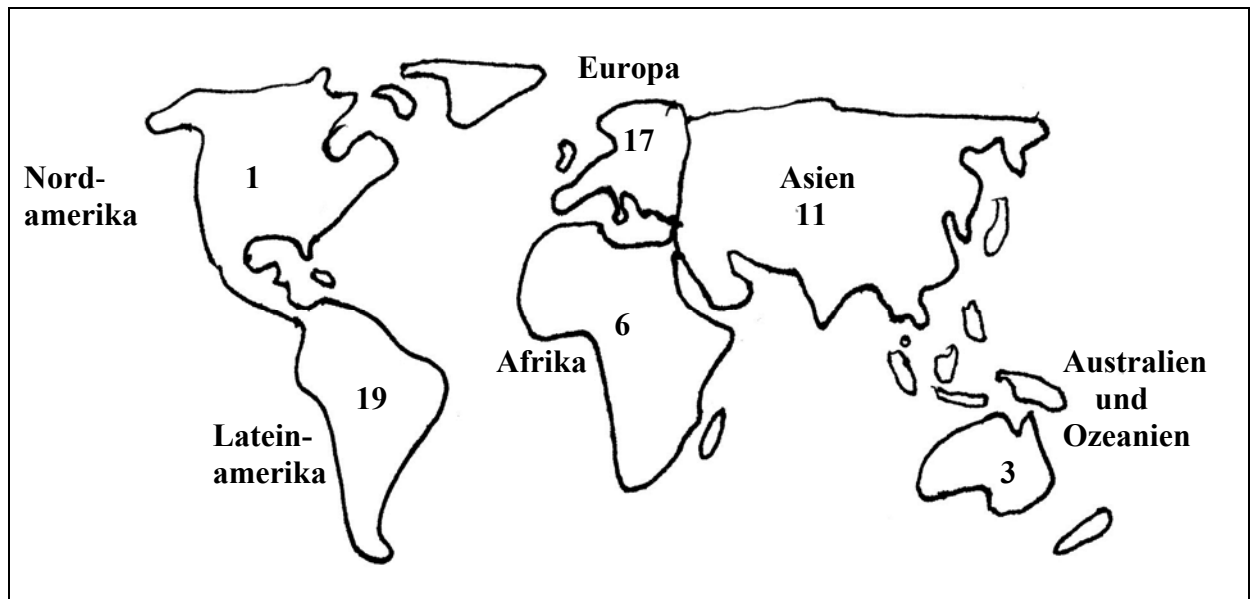 Europa
17
Nord-
amerika
1
Asien
11
6
Afrika
Australien
und
Ozeanien
19
Latein-
amerika
3